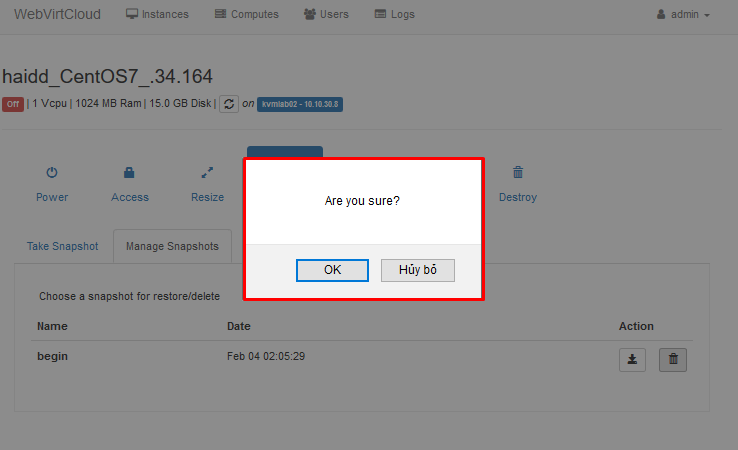 WebVirtCloud Instances Computes Users Logs admin
haidd_CentOS7_.34.164
Off | 1 Vcpu | 1024 MB Ram | 15.0 GB Disk | on kvmlab02 - 10.10.30.8
Power Access Resize Destroy
Are you sure?
OK Hủy bỏ
Take Snapshot Manage Snapshots
Choose a snapshot for restore/delete
Name Date Action
begin Feb 04 02:05:29